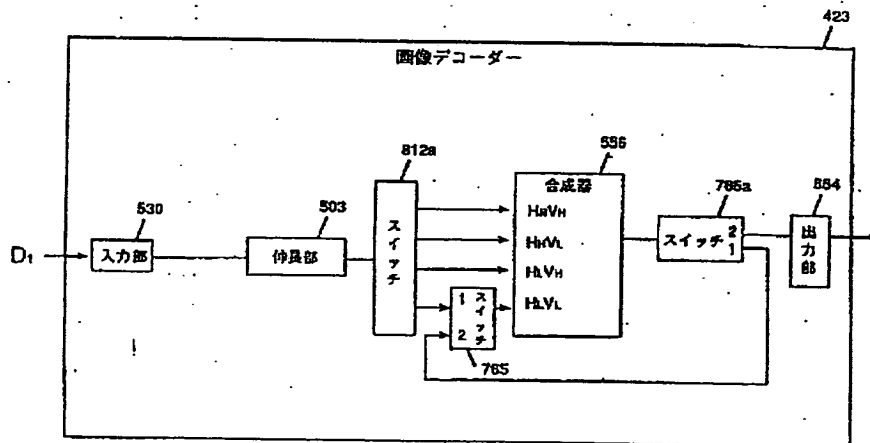 423
画像デコーダー
812a
556
合成器
530
503
785a
554
D1
入力部
伸長部
スイッチ
HHVH
HHVL
HLVH
HLVL
スイッチ 2
1
出力部
1 スイッチ
2
765